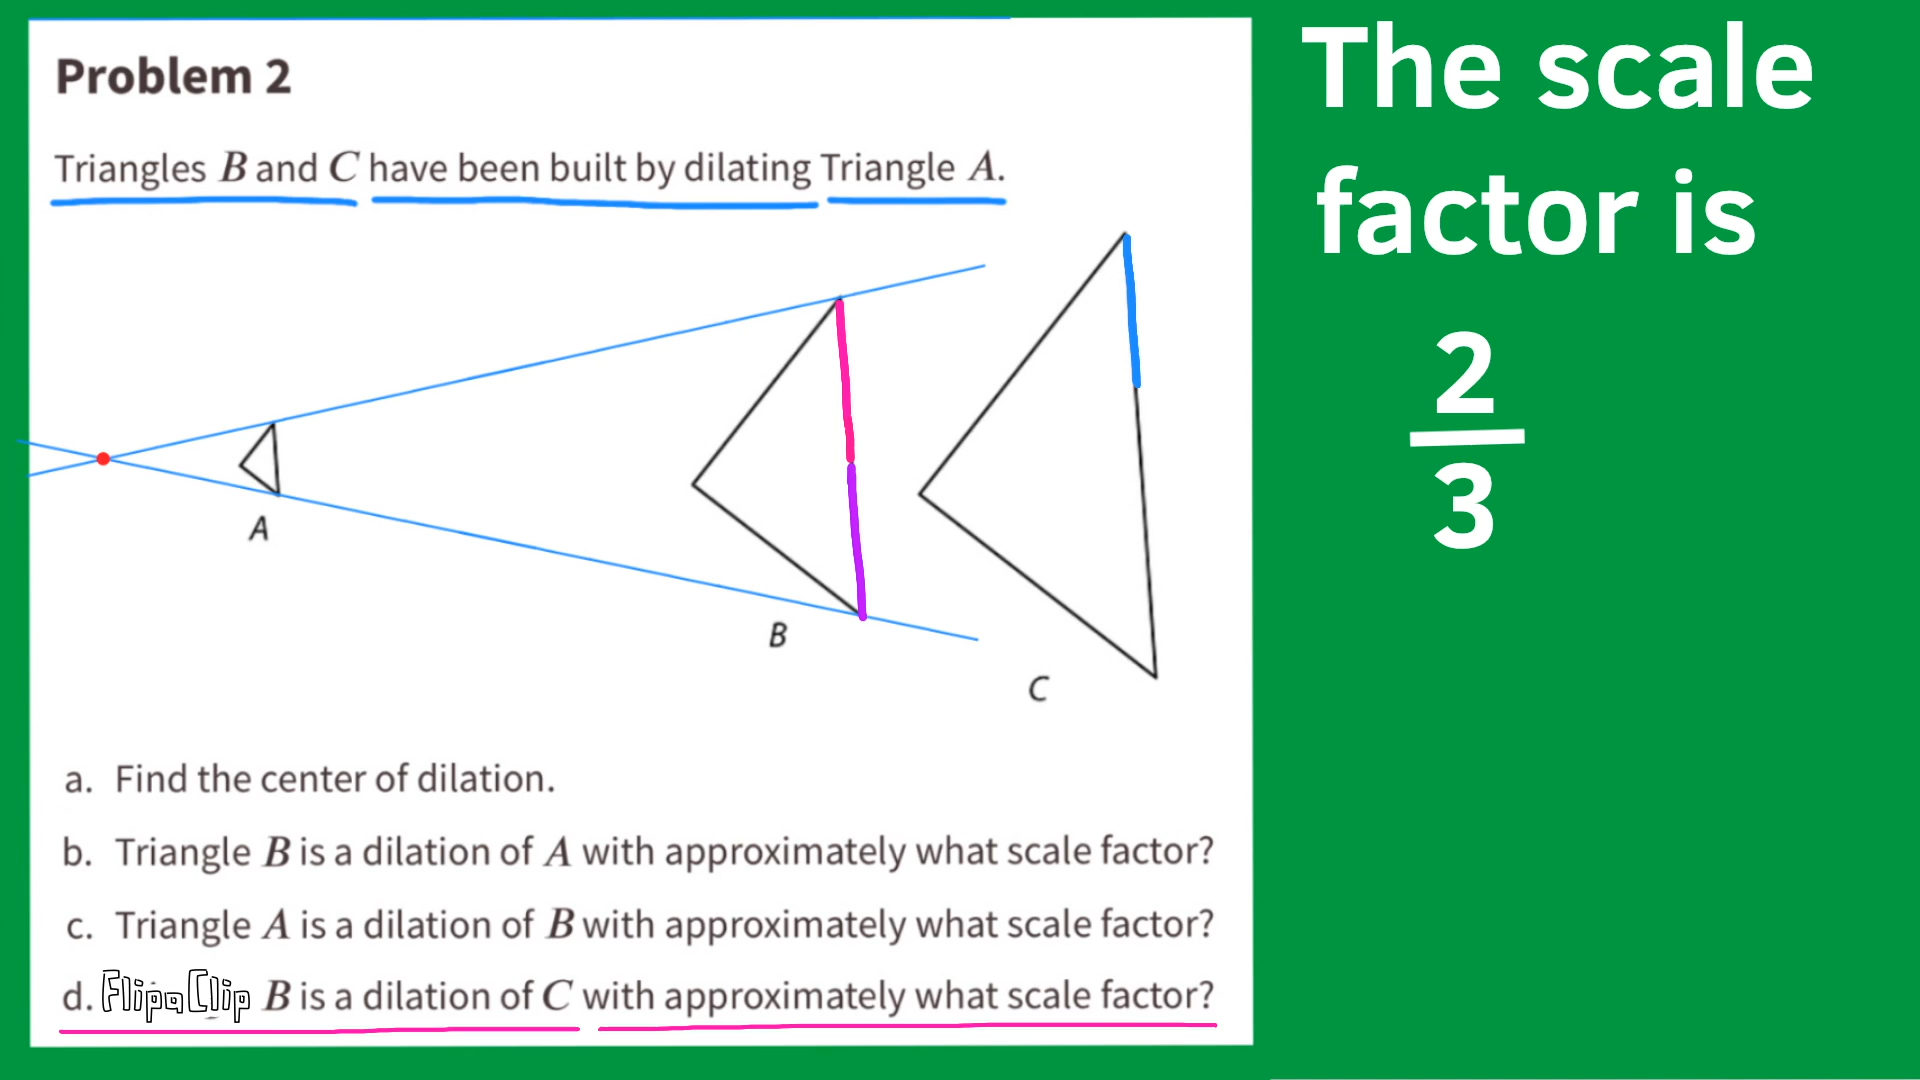 Problem 2
Triangles B and C have been built by dilating Triangle A.
A
B
C
a. Find the center of dilation.
b. Triangle B is a dilation of A with approximately what scale factor?
c. Triangle A is a dilation of B with approximately what scale factor?
d. FlipaClip B is a dilation of C with approximately what scale factor?
The scale
factor is
2
3